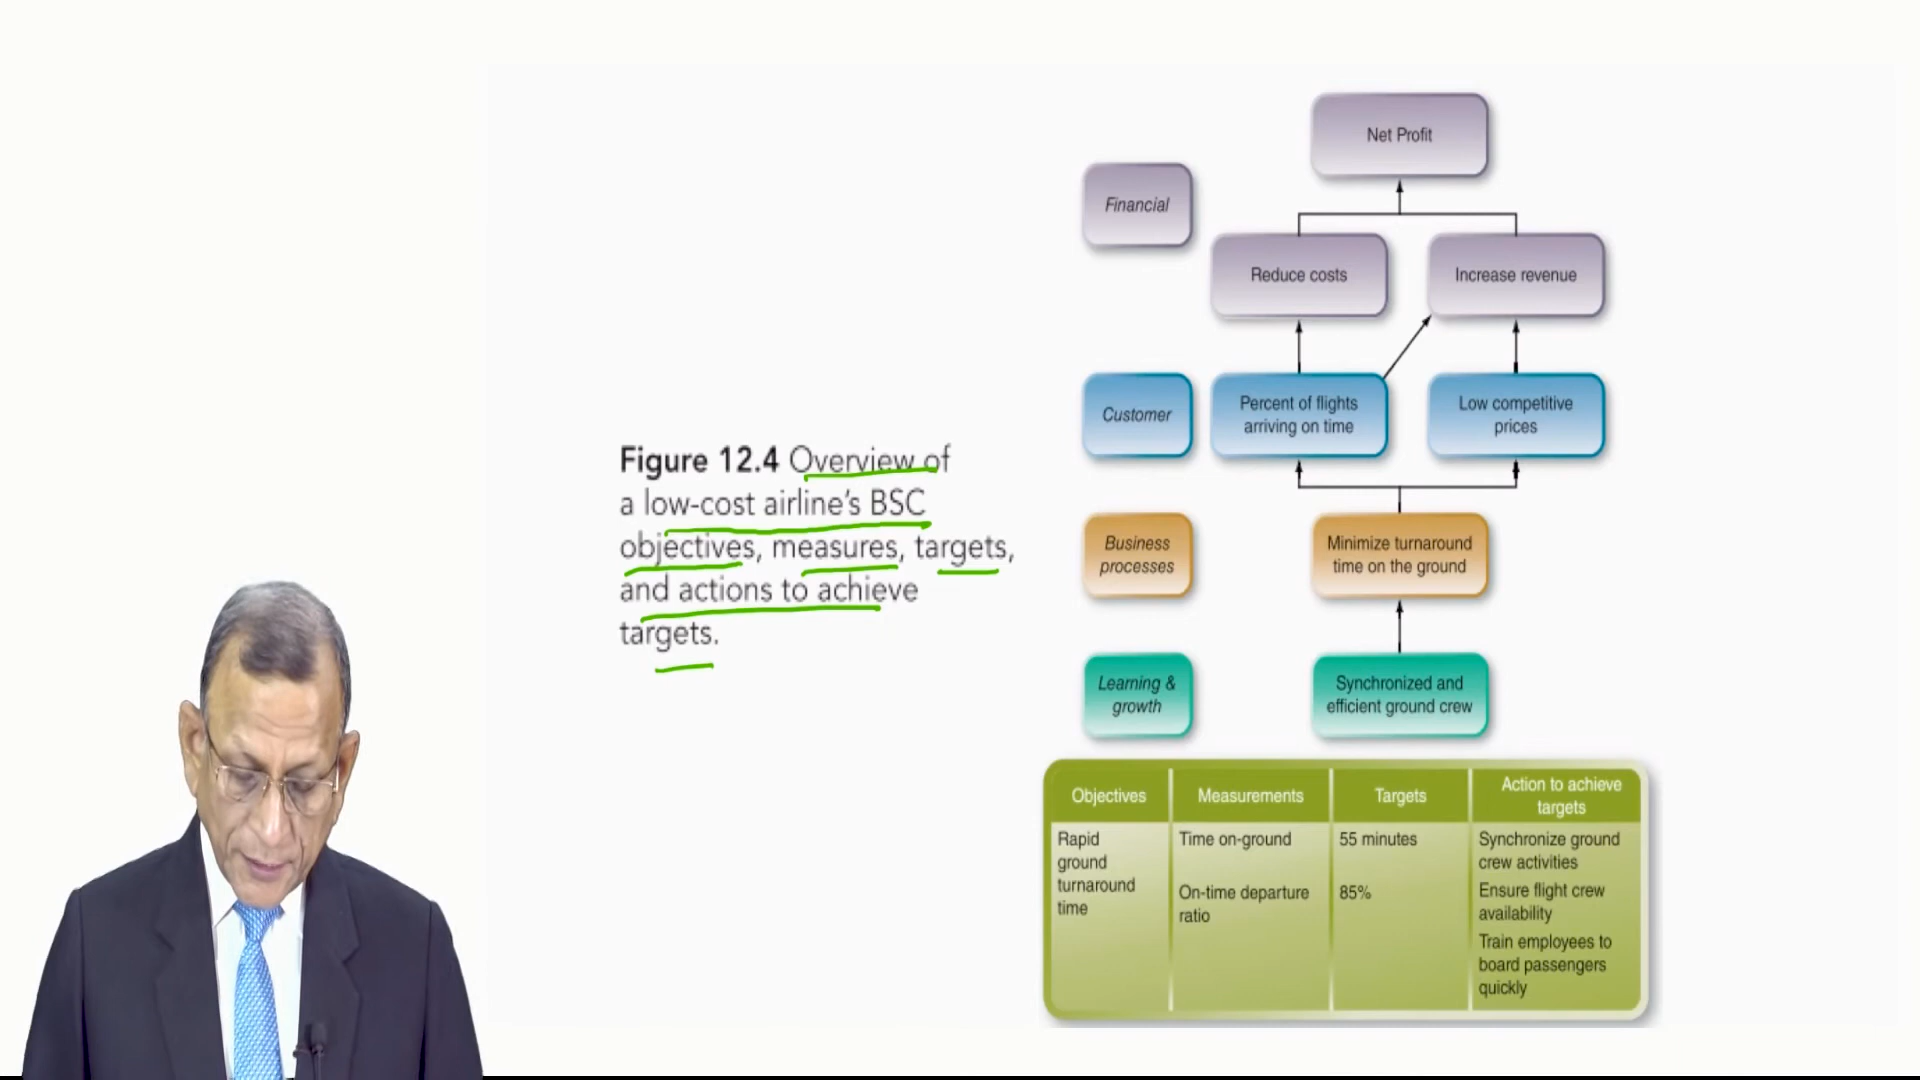 Figure 12.4 Overview of
a low-cost airline's BSC
objectives, measures, targets,
and actions to achieve
targets.
Net Profit
Financial
Reduce costs
Increase revenue
Customer
Percent of flights
arriving on time
Low competitive
prices
Business
processes
Minimize turnaround
time on the ground
Learning &
growth
Synchronized and
efficient ground crew
Objectives
Measurements
Targets
Action to achieve
targets
Rapid
ground
turnaround
time
Time on-ground
On-time departure
ratio
55 minutes
85%
Synchronize ground
crew activities
Ensure flight crew
availability
Train employees to
board passengers
quickly